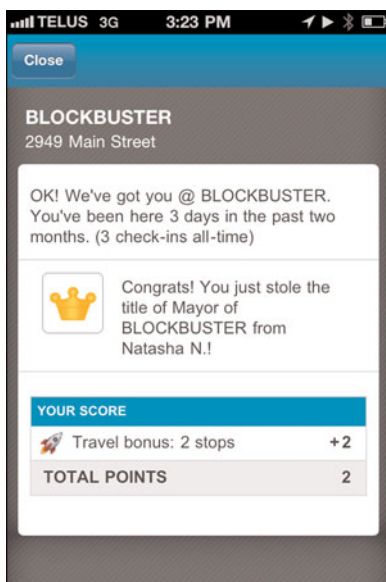 TELUS 3G 3:23 PM
Close
BLOCKBUSTER
2949 Main Street
OK! We've got you @ BLOCKBUSTER.
You've been here 3 days in the past two
months. (3 check-ins all-time)
Congrats! You just stole the
title of Mayor of
BLOCKBUSTER from
Natasha N.!
YOUR SCORE
Travel bonus: 2 stops +2
TOTAL POINTS 2